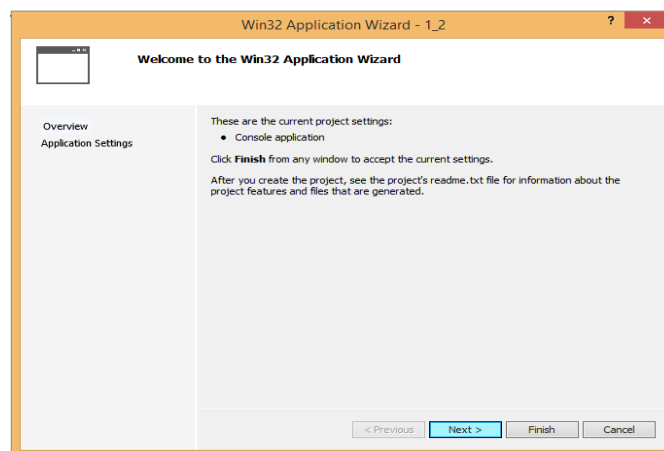 Win32 Application Wizard - 1_2
?
Welcome to the Win32 Application Wizard
Overview
Application Settings
These are the current project settings:
• Console application
Click Finish from any window to accept the current settings.
After you create the project, see the project's readme.txt file for information about the
project features and files that are generated.
< Previous
Next >
Finish
Cancel